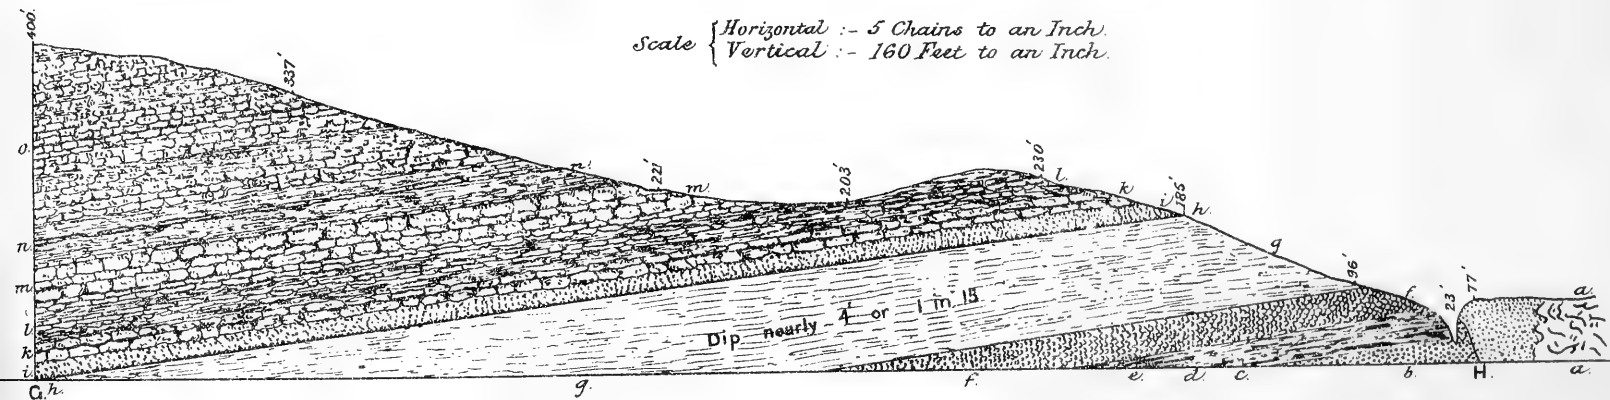 Scale { Horizontal :- 5 Chains to an Inch.
Vertical :- 160 Feet to an Inch.
400'
337'
221'
203'
230'
185'
96'
23'
77'
o.
n.
m.
l.
k.
i.
n.
m.
l.
k.
i.
h.
g.
f.
a.
Dip nearly 4° or 1 in 15
G. h.
g.
f.
e.
d.
c.
b.
H.
a.